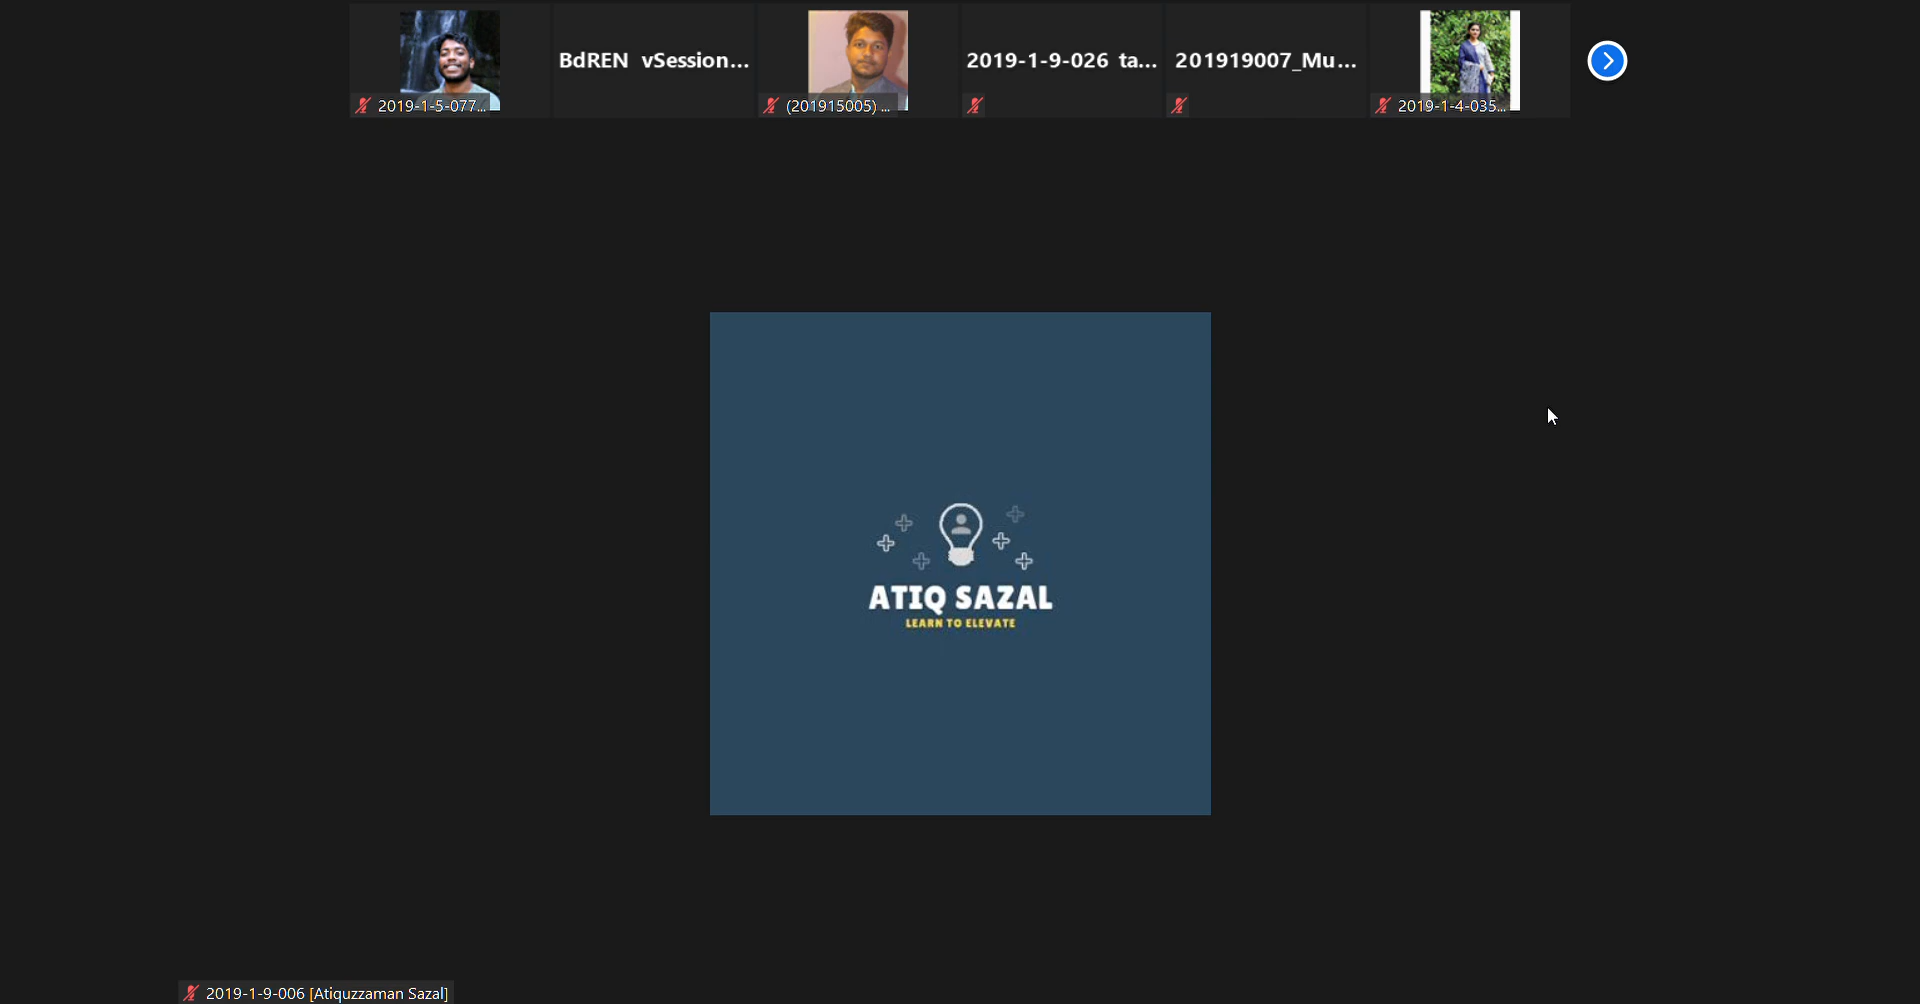 2019-1-5-077...
BdREN vSession...
(201915005) ...
2019-1-9-026 ta...
201919007_Mu...
2019-1-4-035...
ATIQ SAZAL
LEARN TO ELEVATE
2019-1-9-006 [Atiquzzaman Sazal]